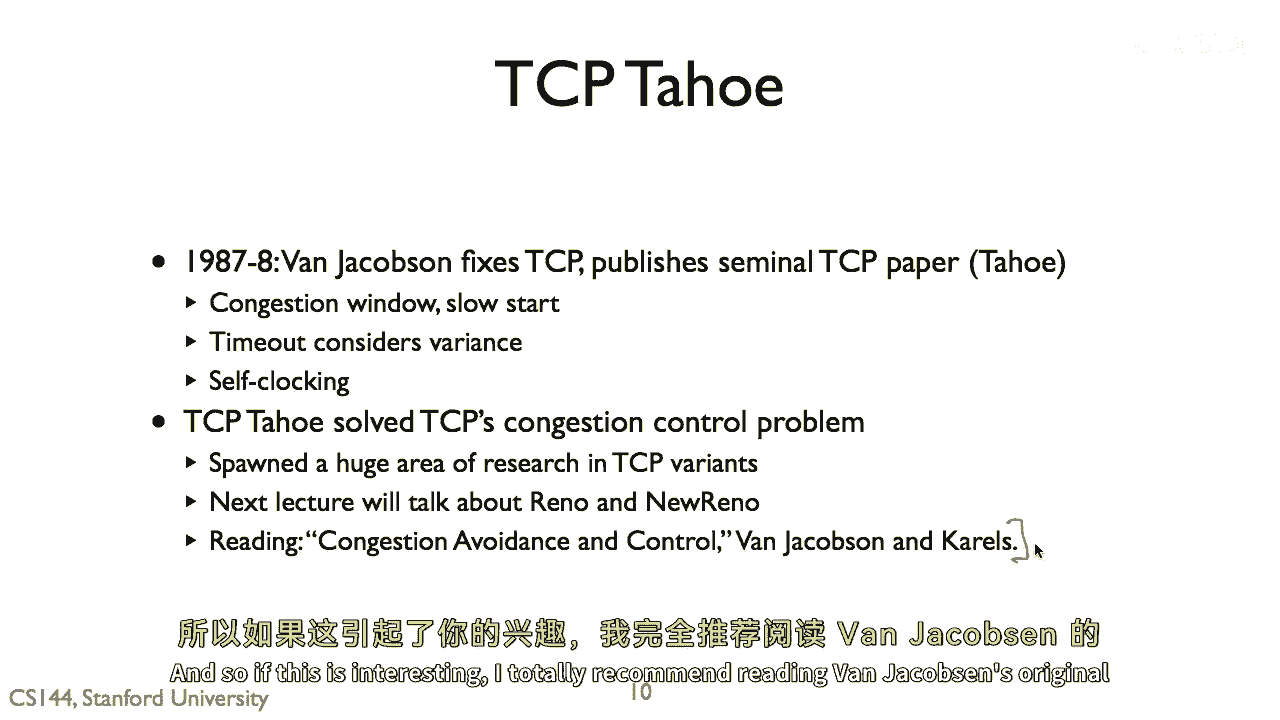 TCP Tahoe
• 1987-8: Van Jacobson fixes TCP, publishes seminal TCP paper (Tahoe)
▸ Congestion window, slow start
▸ Timeout considers variance
▸ Self-clocking
• TCP Tahoe solved TCP’s congestion control problem
▸ Spawned a huge area of research in TCP variants
▸ Next lecture will talk about Reno and NewReno
▸ Reading: “Congestion Avoidance and Control,” Van Jacobson and Karels.
所以如果这引起了你的兴趣，我完全推荐阅读 Van Jacobsen 的
And so if this is interesting, I totally recommend reading Van Jacobsen's original
CS144, Stanford University
10